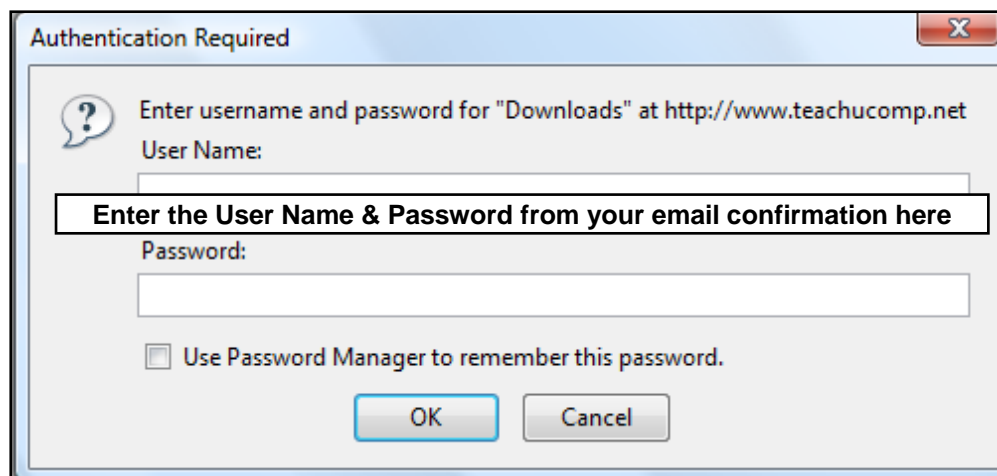 Authentication Required
Enter username and password for "Downloads" at http://www.teachucomp.net
User Name:
Enter the User Name & Password from your email confirmation here
Password:
Use Password Manager to remember this password.
OK
Cancel